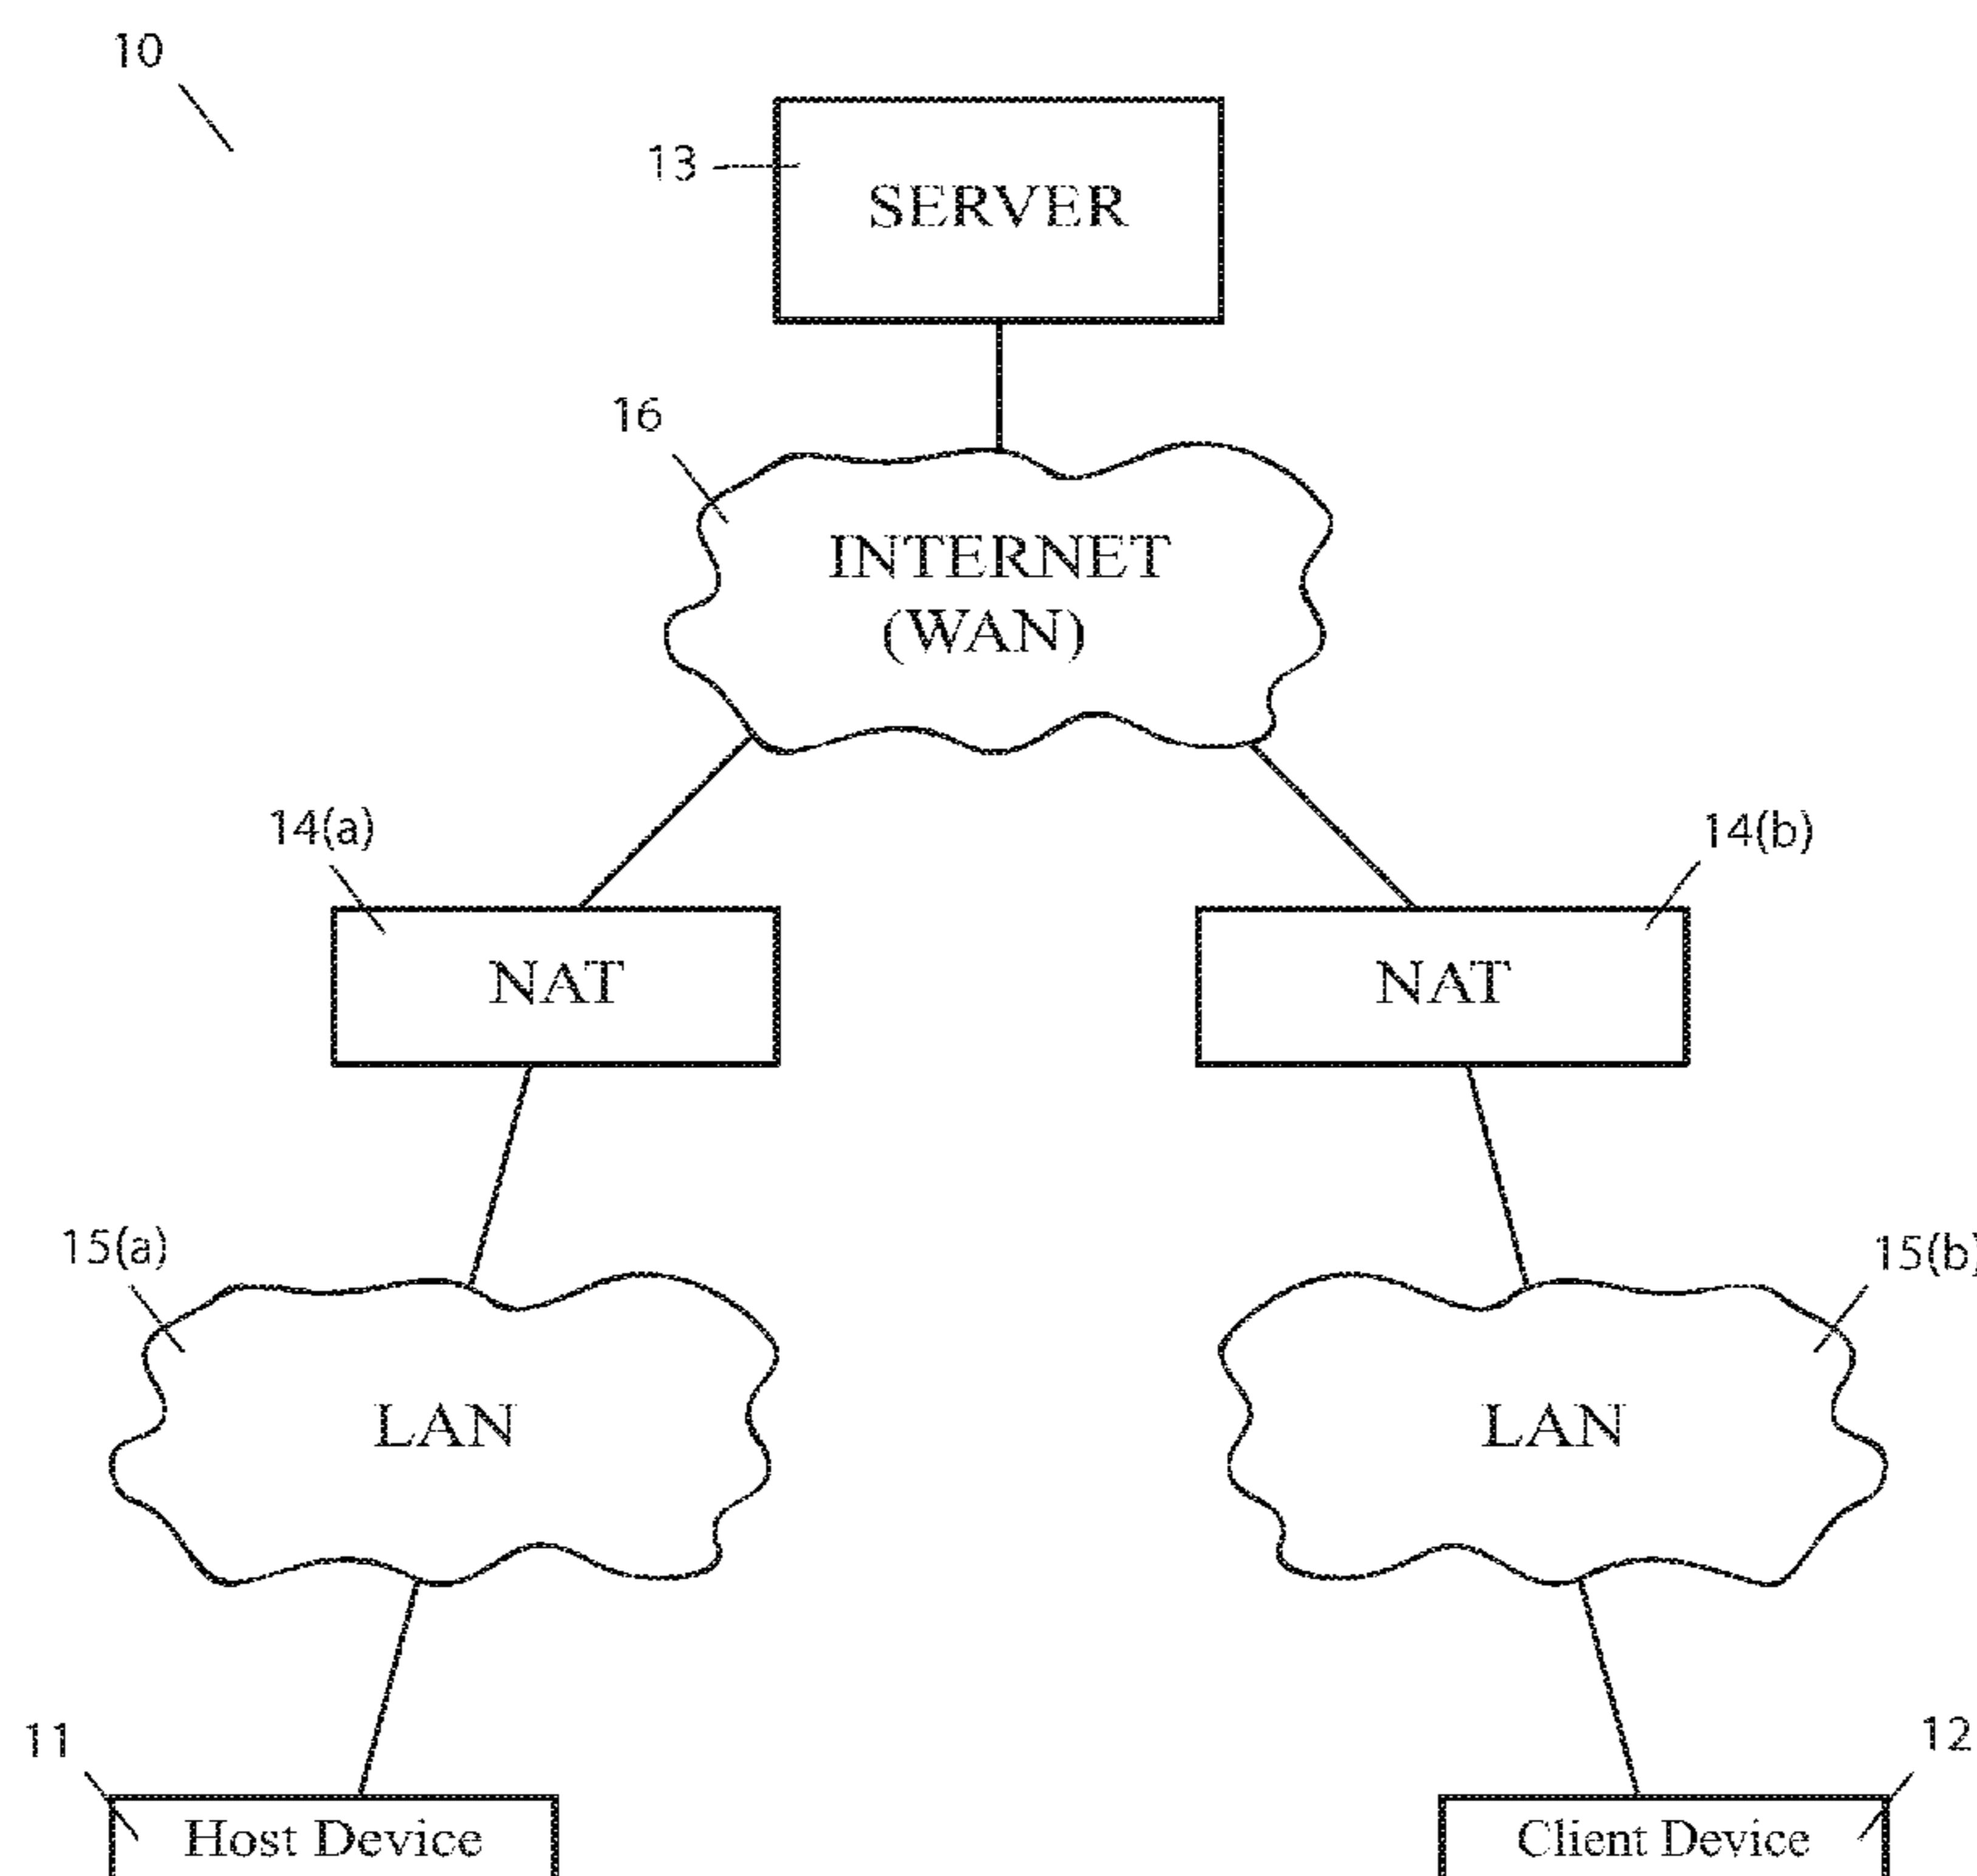 10
13
SERVER
16
INTERNET
(WAN)
14(a)
14(b)
NAT
NAT
15(a)
15(b)
LAN
LAN
11
12
Host Device
Client Device